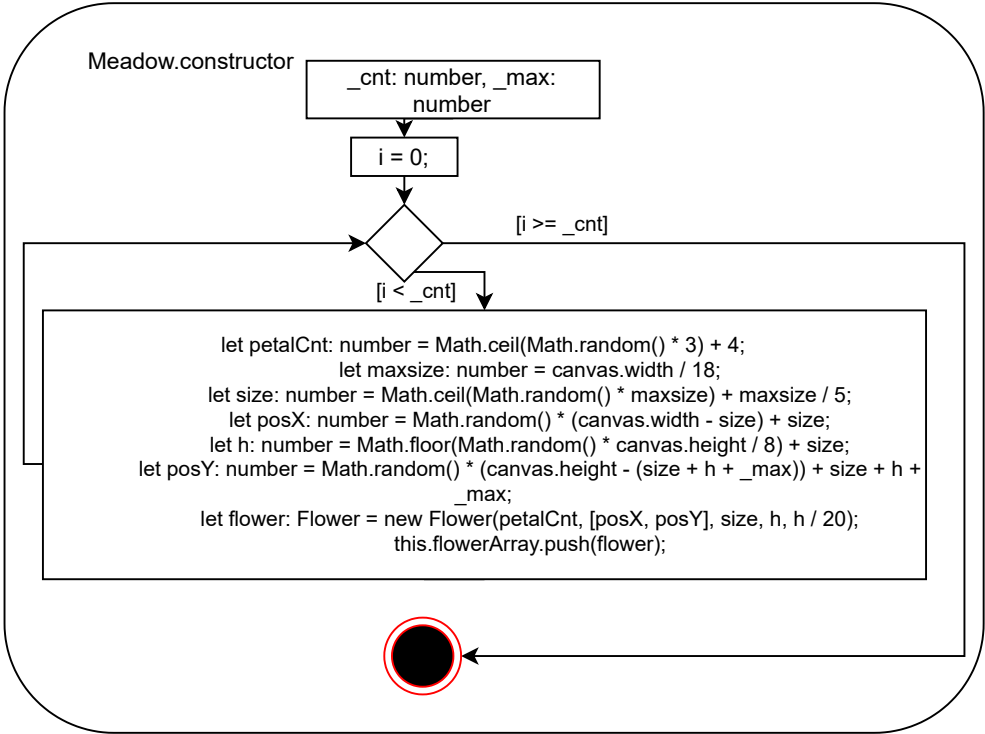 Meadow.constructor
_cnt: number, _max:
number
i = 0;
[i >= _cnt]
[i < _cnt]
let petalCnt: number = Math.ceil(Math.random() * 3) + 4;
let maxsize: number = canvas.width / 18;
let size: number = Math.ceil(Math.random() * maxsize) + maxsize / 5;
let posX: number = Math.random() * (canvas.width - size) + size;
let h: number = Math.floor(Math.random() * canvas.height / 8) + size;
let posY: number = Math.random() * (canvas.height - (size + h + _max)) + size + h +
_max;
let flower: Flower = new Flower(petalCnt, [posX, posY], size, h, h / 20);
this.flowerArray.push(flower);